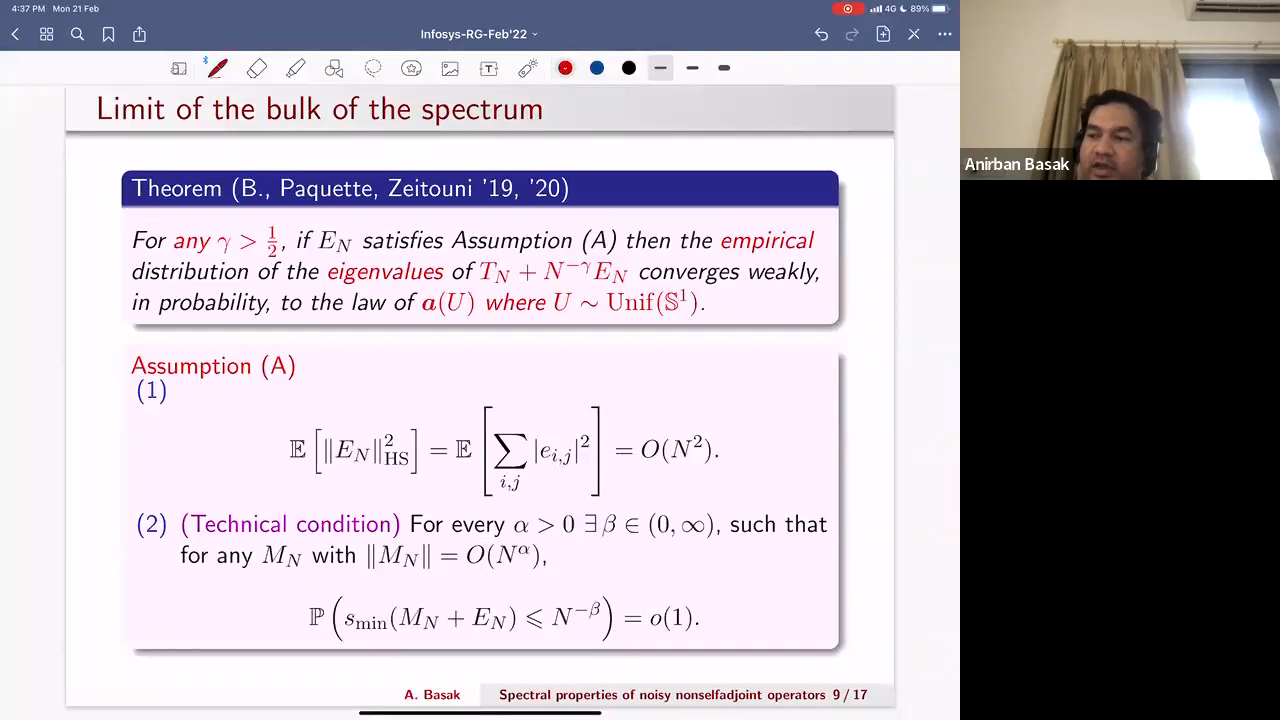 4:37 PM Mon 21 Feb
4G 89%
Infosys-RG-Feb'22
Limit of the bulk of the spectrum
Theorem (B., Paquette, Zeitouni '19, '20)
For any γ > 1/2, if E_N satisfies Assumption (A) then the empirical
distribution of the eigenvalues of T_N + N^{−γ}E_N converges weakly,
in probability, to the law of a(U) where U ∼ Unif(𝕊¹).
Assumption (A)
(1)
𝔼[‖E_N‖²_HS] = 𝔼[∑_{i,j} |e_{i,j}|²] = O(N²).
(2) (Technical condition) For every α > 0 ∃ β ∈ (0, ∞), such that
for any M_N with ‖M_N‖ = O(N^α),
ℙ(s_min(M_N + E_N) ⩽ N^{−β}) = o(1).
A. Basak Spectral properties of noisy nonselfadjoint operators 9 / 17
Anirban Basak